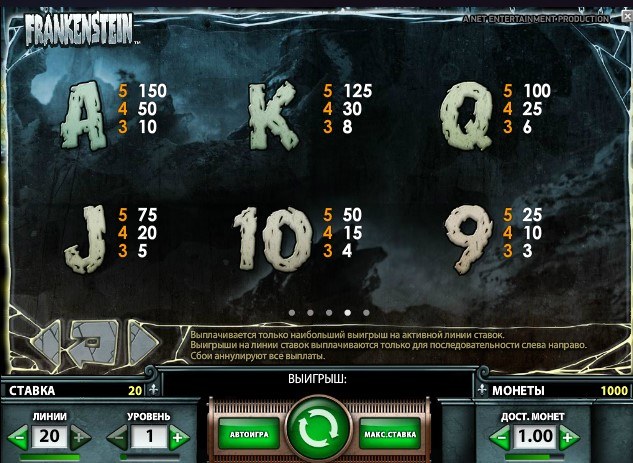 FRANKENSTEIN™
A NET ENTERTAINMENT PRODUCTION
A 5 150
4 50
3 10
K 5 125
4 30
3 8
Q 5 100
4 25
3 6
J 5 75
4 20
3 5
10 5 50
4 15
3 4
9 5 25
4 10
3 3
Выплачивается только наибольший выигрыш на активной линии ставок.
Выигрыши на линии ставок выплачиваются только для последовательности слева направо.
Сбои аннулируют все выплаты.
СТАВКА 20 +
ВЫИГРЫШ:
+ МОНЕТЫ 1000
ЛИНИИ
- 20 +
УРОВЕНЬ
- 1 +
АВТОИГРА
МАКС.СТАВКА
ДОСТ. МОНЕТ
- 1.00 +